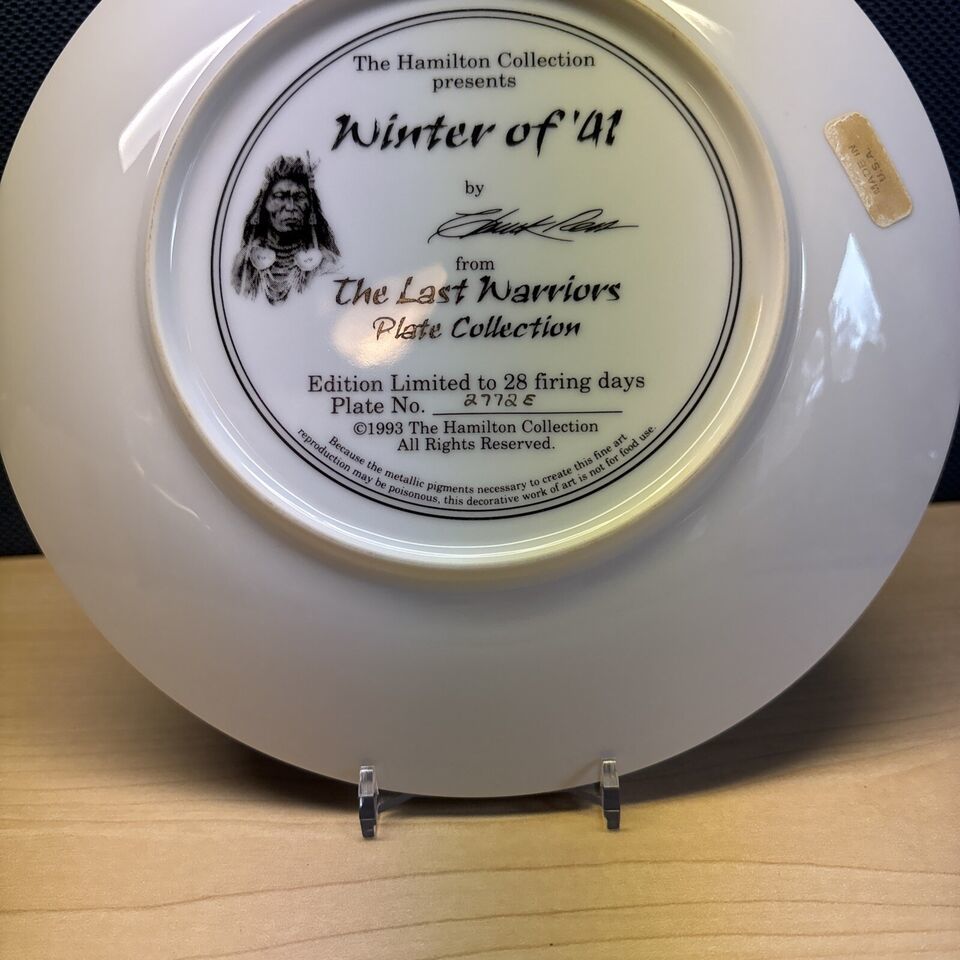 The Hamilton Collection
presents
Winter of '41
by
Chuck Ren
from
The Last Warriors
Plate Collection
Edition Limited to 28 firing days
Plate No. 2772E
©1993 The Hamilton Collection
All Rights Reserved.
Because the metallic pigments necessary to create this fine art
reproduction may be poisonous, this decorative work of art is not for food use.
MADE IN
U.S.A.